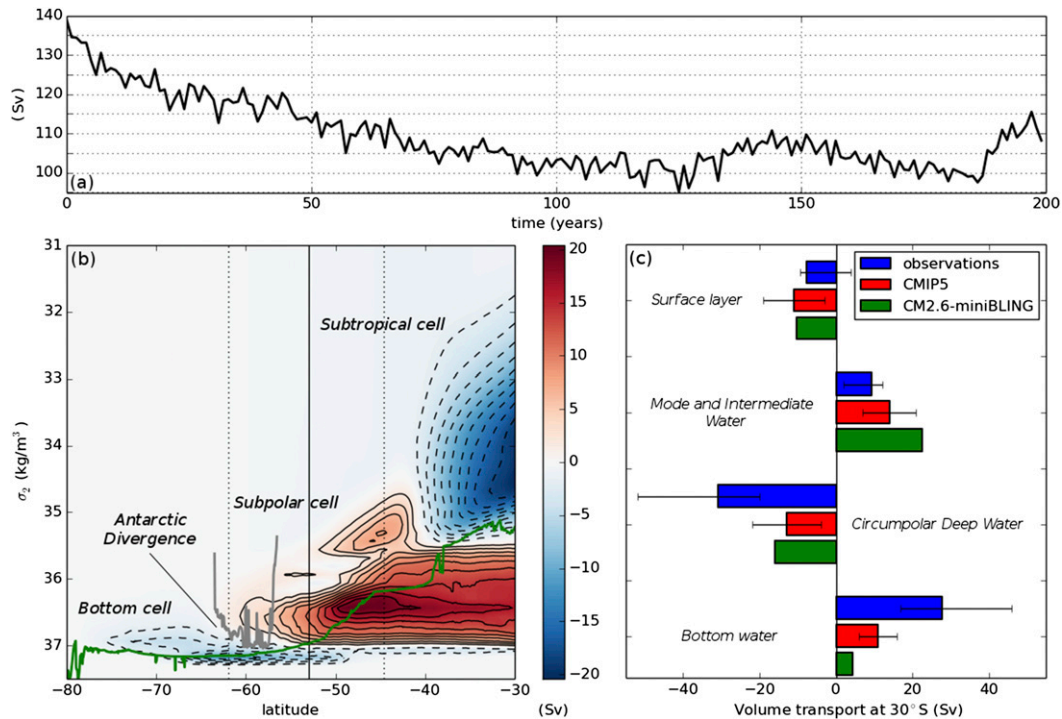 140
130
120
110
100
(Sv)
(a)
0
50
100
150
200
time (years)
31
32
33
34
35
36
37
σ2 (kg/m³)
(b)
Subtropical cell
Subpolar cell
Antarctic
Divergence
Bottom cell
−80
−70
−60
−50
−40
−30
latitude
20
15
10
5
0
−5
−10
−15
−20
(Sv)
(c)
observations
CMIP5
CM2.6-miniBLING
Surface layer
Mode and Intermediate
Water
Circumpolar Deep Water
Bottom water
−40
−20
0
20
40
Volume transport at 30°S (Sv)